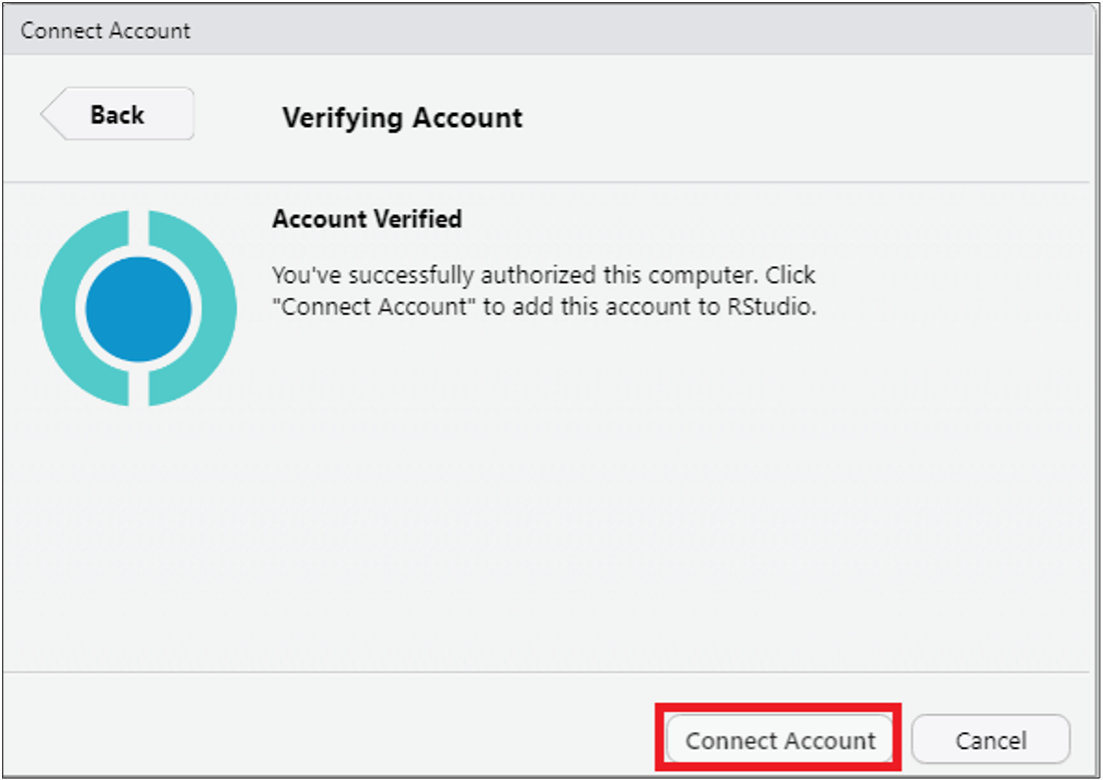 Connect Account
Back
Verifying Account
Account Verified
You've successfully authorized this computer. Click
"Connect Account" to add this account to RStudio.
Connect Account
Cancel